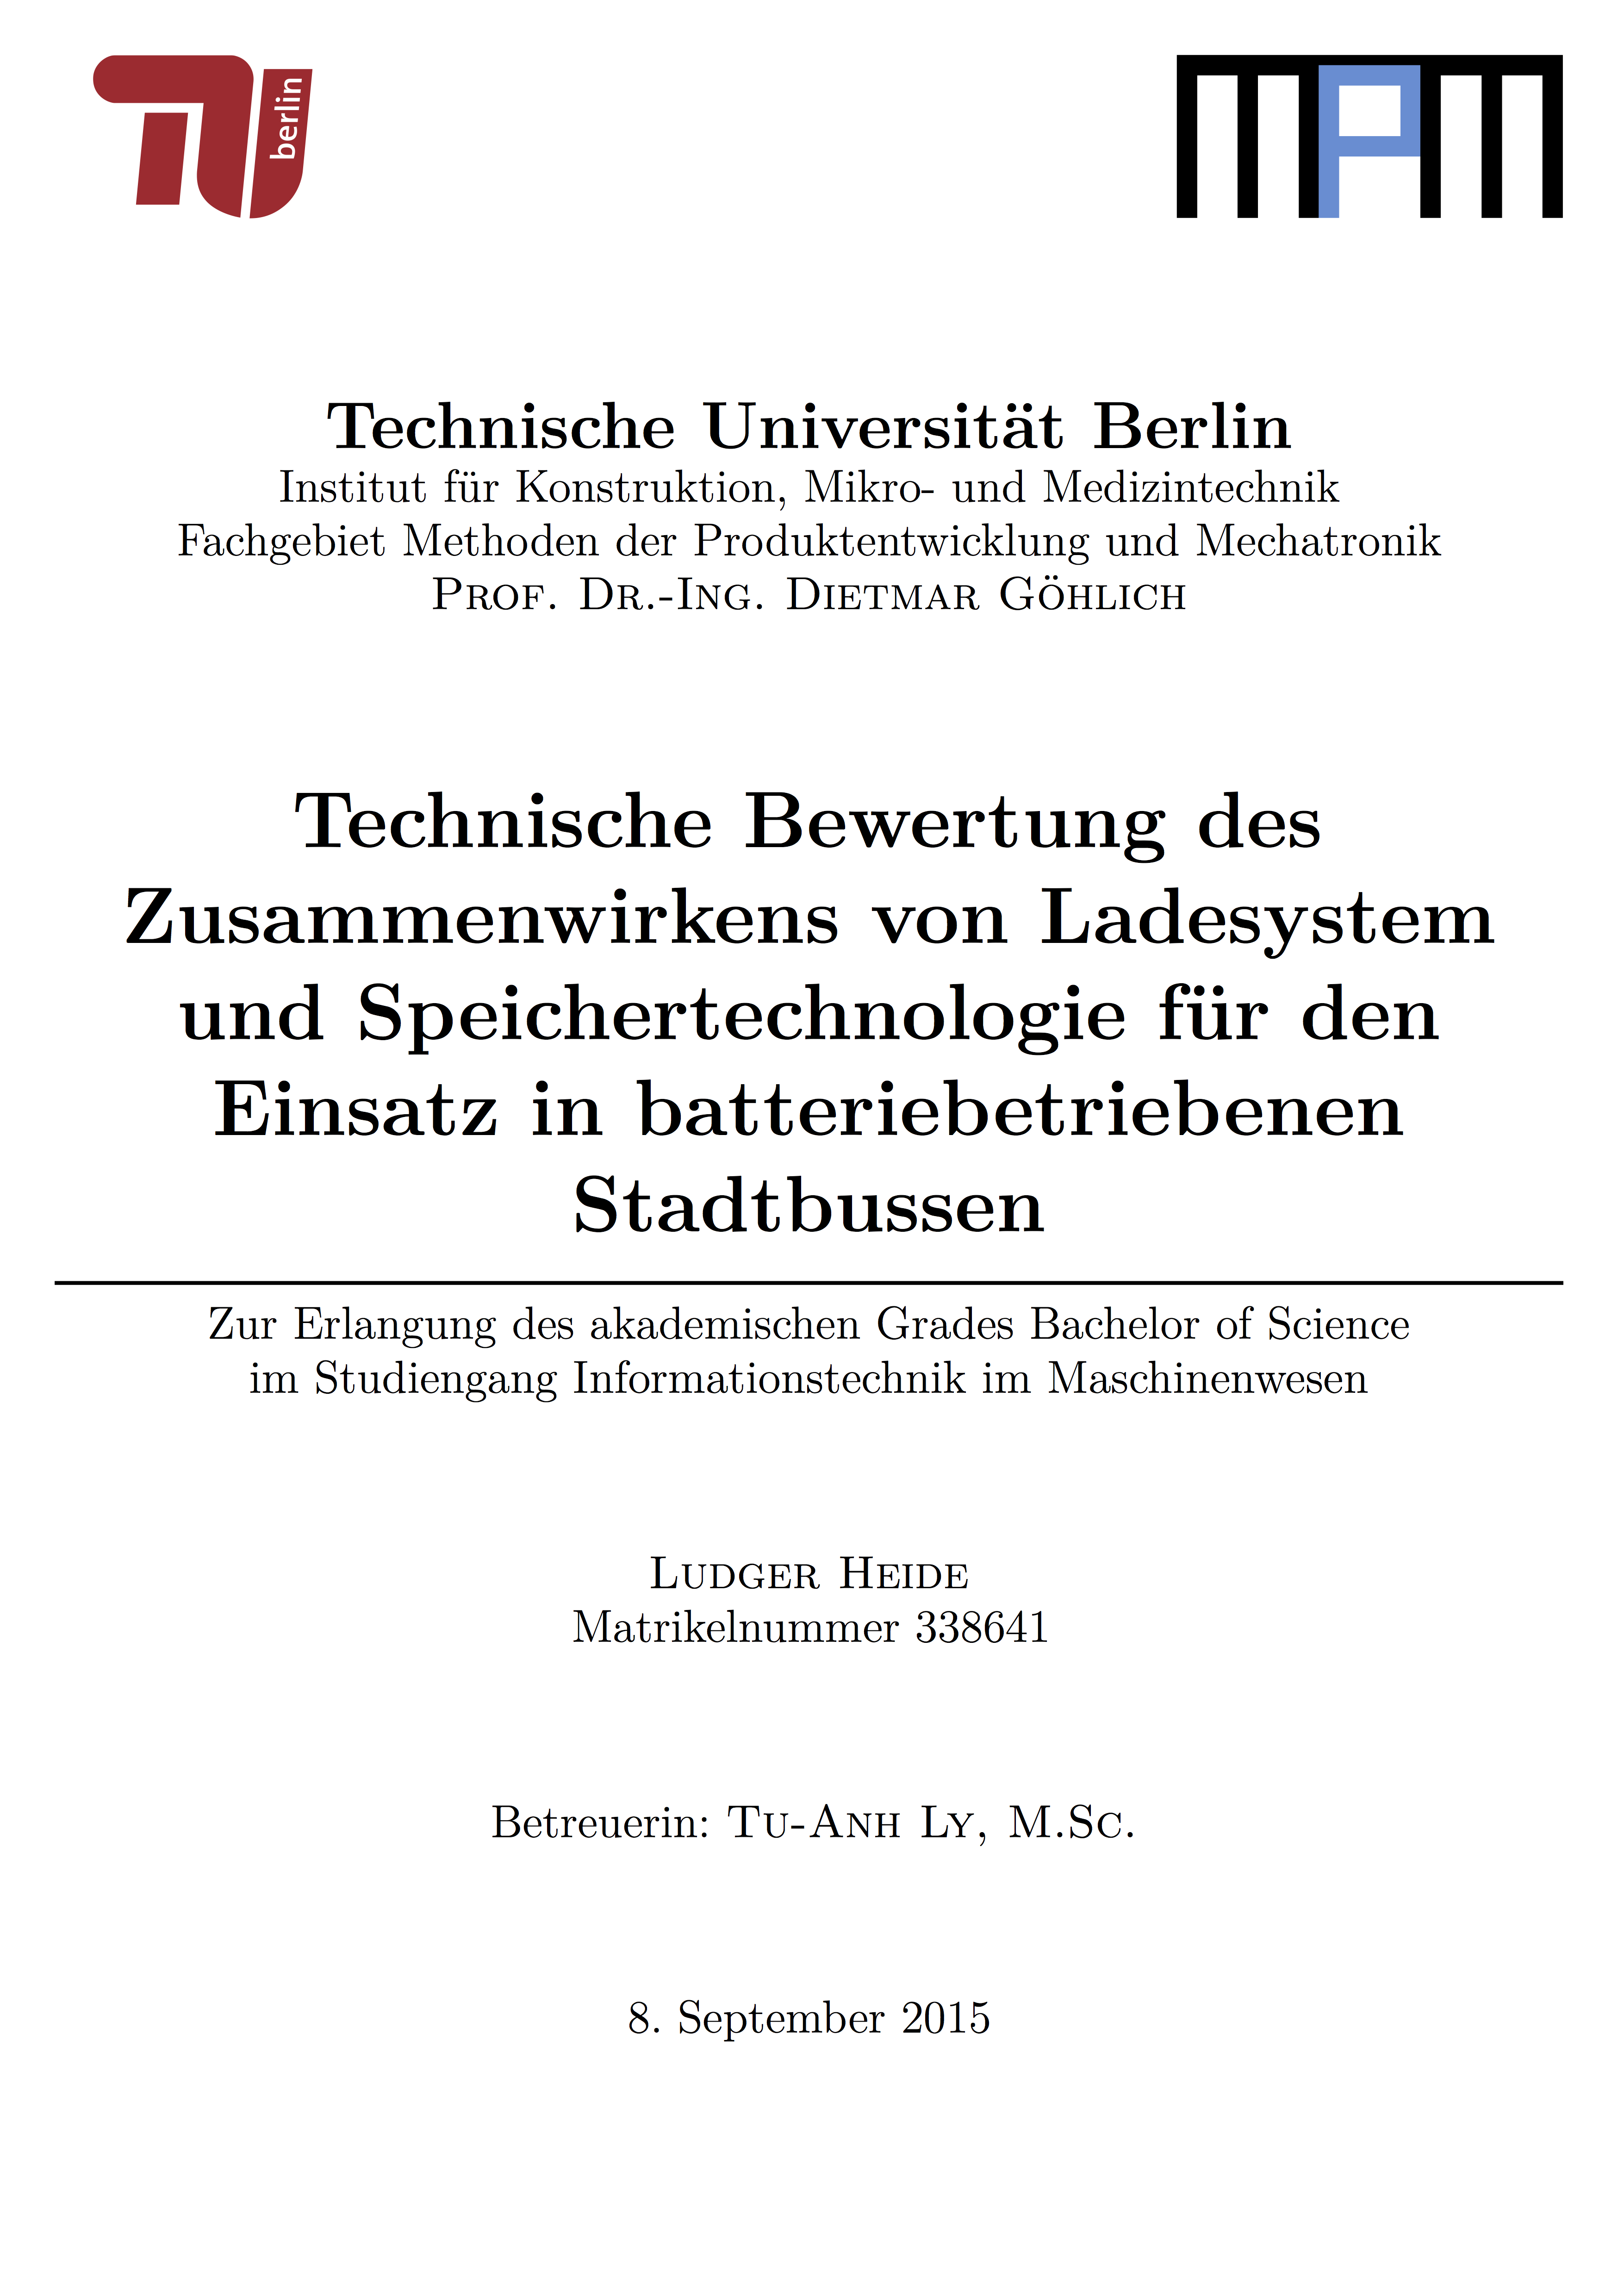 berlin
MPM
Technische Universität Berlin
Institut für Konstruktion, Mikro- und Medizintechnik
Fachgebiet Methoden der Produktentwicklung und Mechatronik
Prof. Dr.-Ing. Dietmar Göhlich
Technische Bewertung des
Zusammenwirkens von Ladesystem
und Speichertechnologie für den
Einsatz in batteriebetriebenen
Stadtbussen
Zur Erlangung des akademischen Grades Bachelor of Science
im Studiengang Informationstechnik im Maschinenwesen
Ludger Heide
Matrikelnummer 338641
Betreuerin: Tu-Anh Ly, M.Sc.
8. September 2015